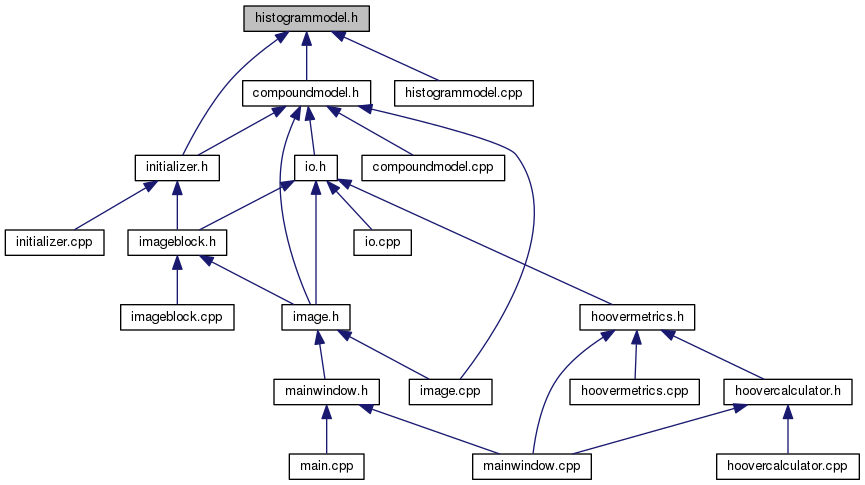 histogrammodel.h
compoundmodel.h
histogrammodel.cpp
initializer.h
io.h
compoundmodel.cpp
initializer.cpp
imageblock.h
io.cpp
imageblock.cpp
image.h
hoovermetrics.h
mainwindow.h
image.cpp
hoovermetrics.cpp
hoovercalculator.h
main.cpp
mainwindow.cpp
hoovercalculator.cpp